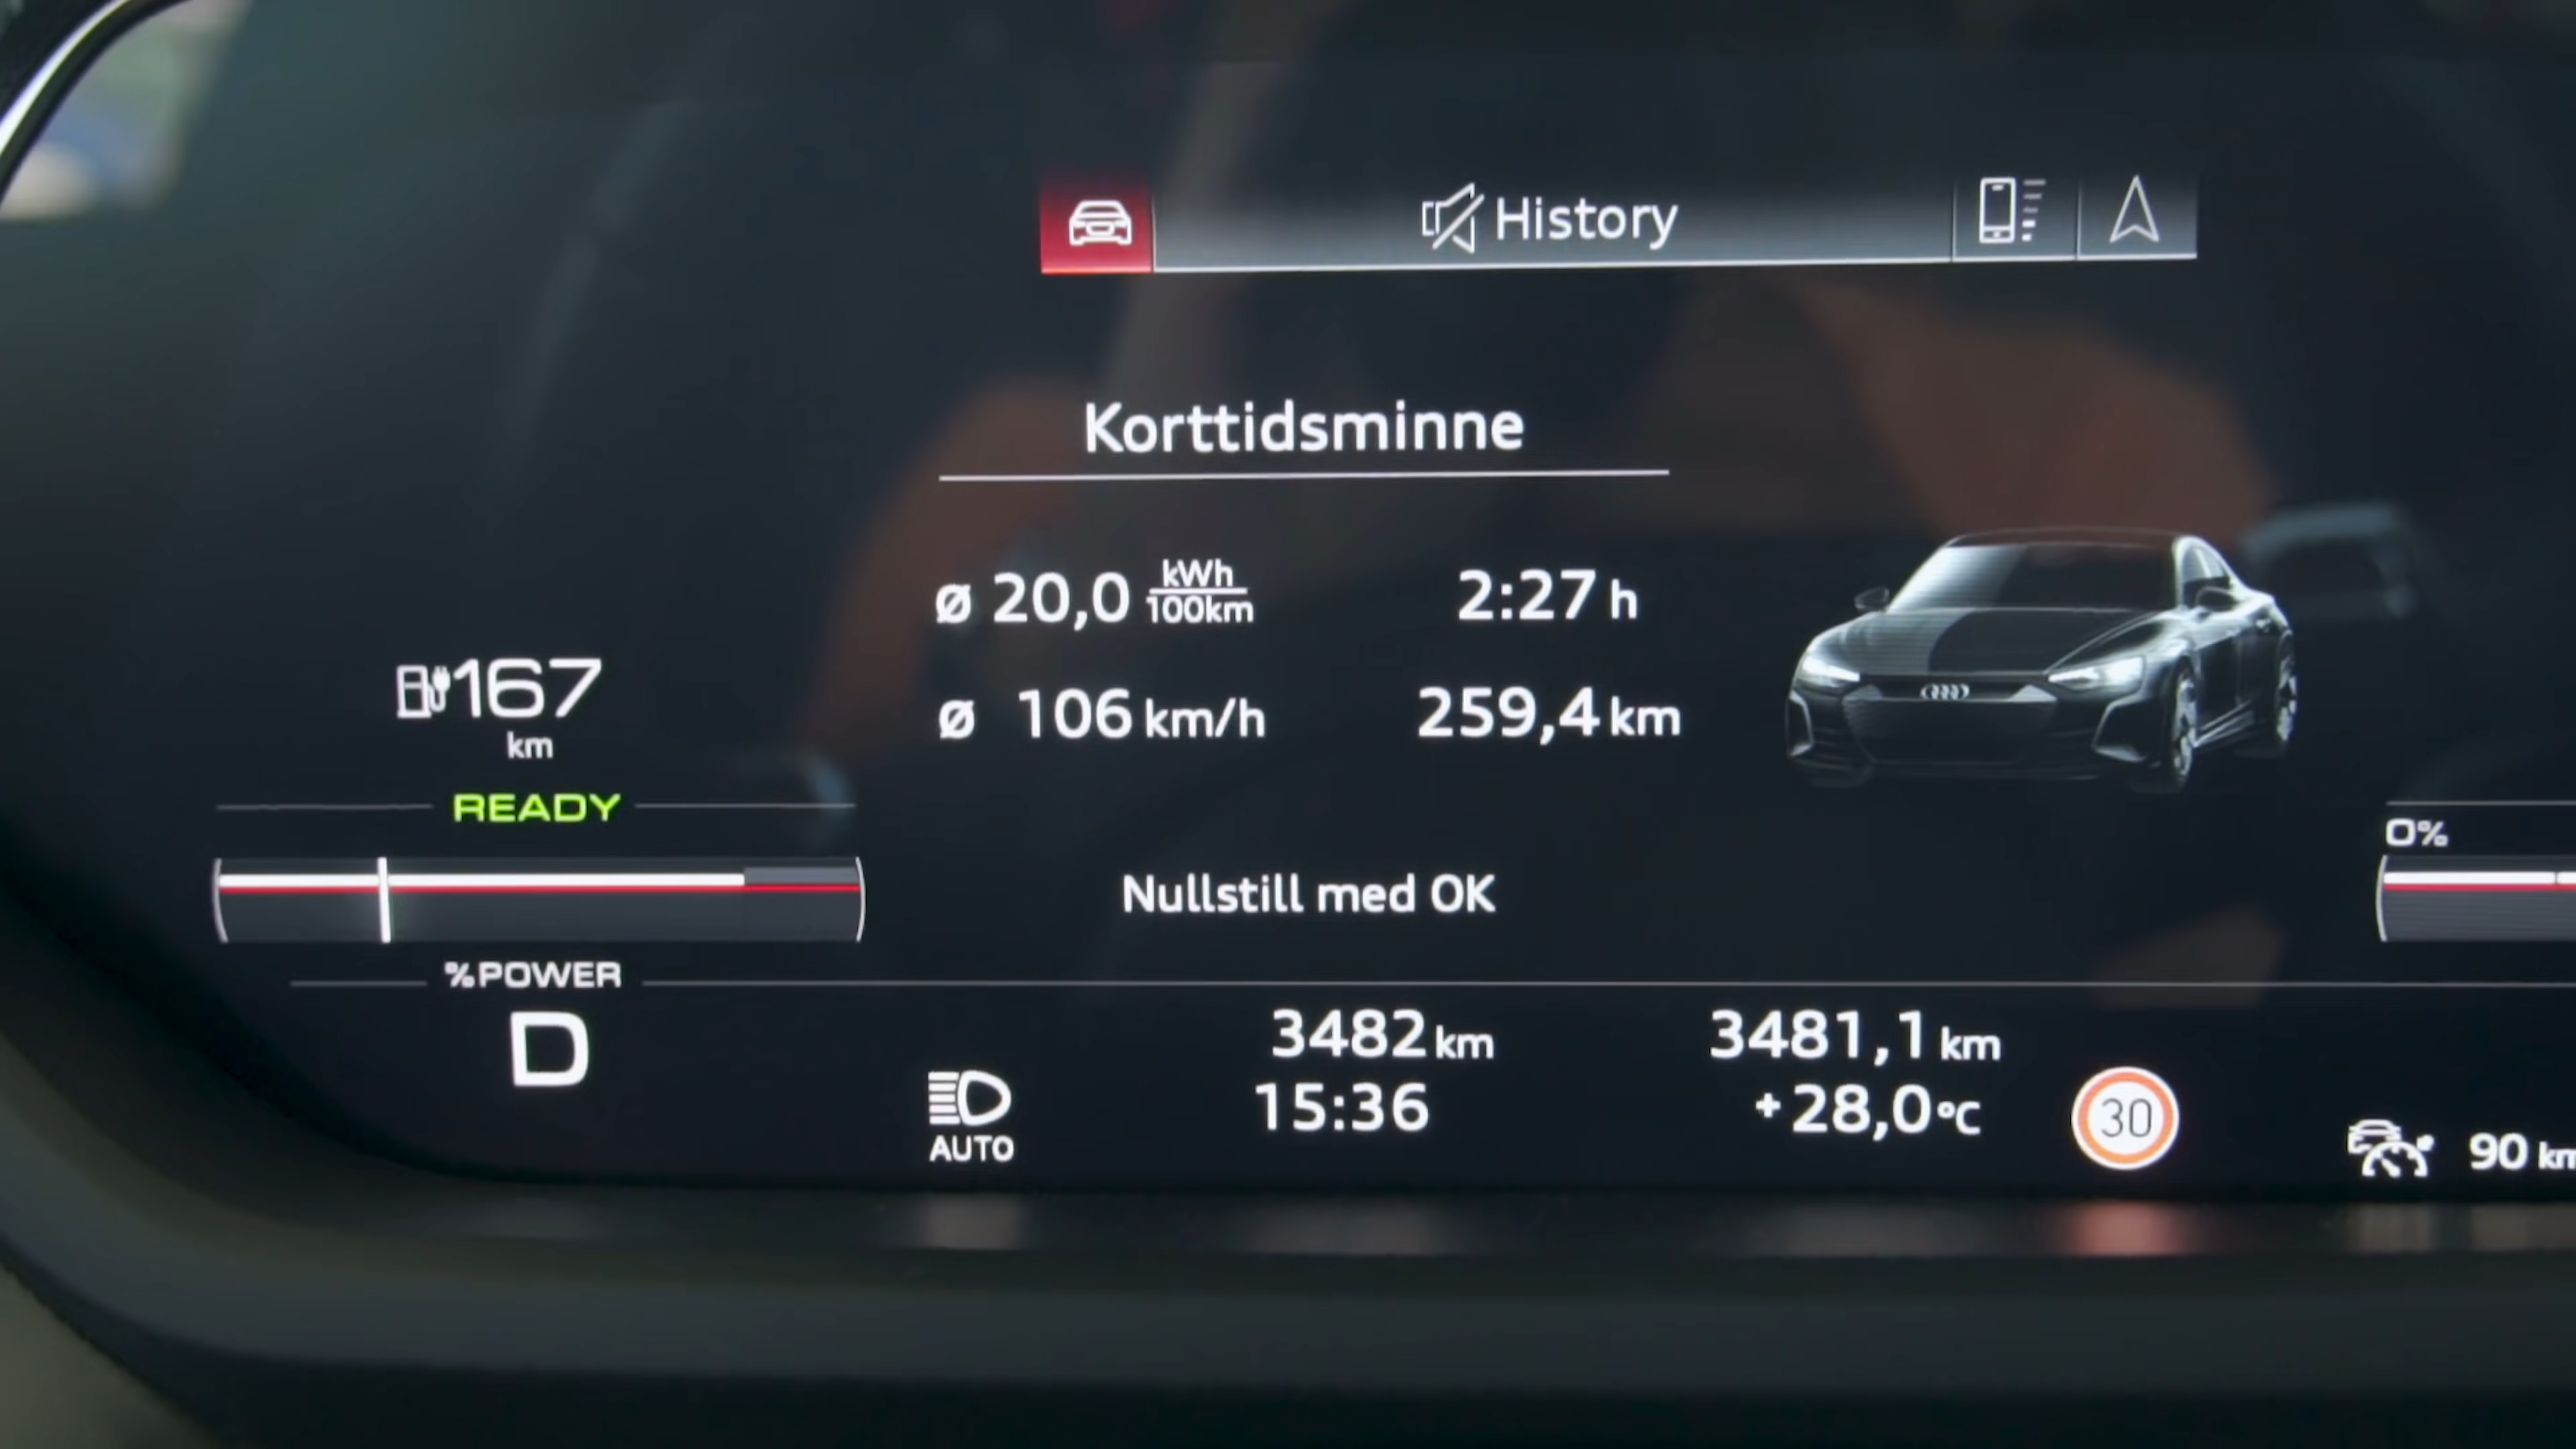 History
Korttidsminne
ø 20,0 kWh/100km 2:27 h
ø 106 km/h 259,4 km
167
km
READY
0%
Nullstill med OK
%POWER
D
3482 km 3481,1 km
15:36 +28,0°C
AUTO
30
90 km